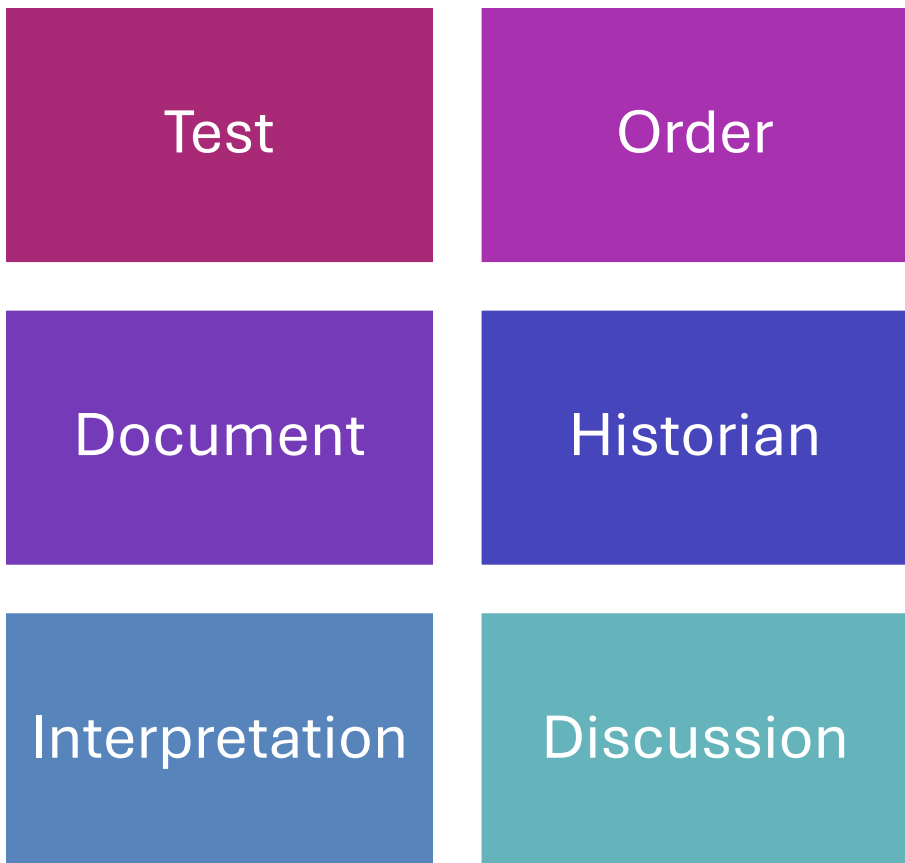 Test
Order
Document
Historian
Interpretation
Discussion